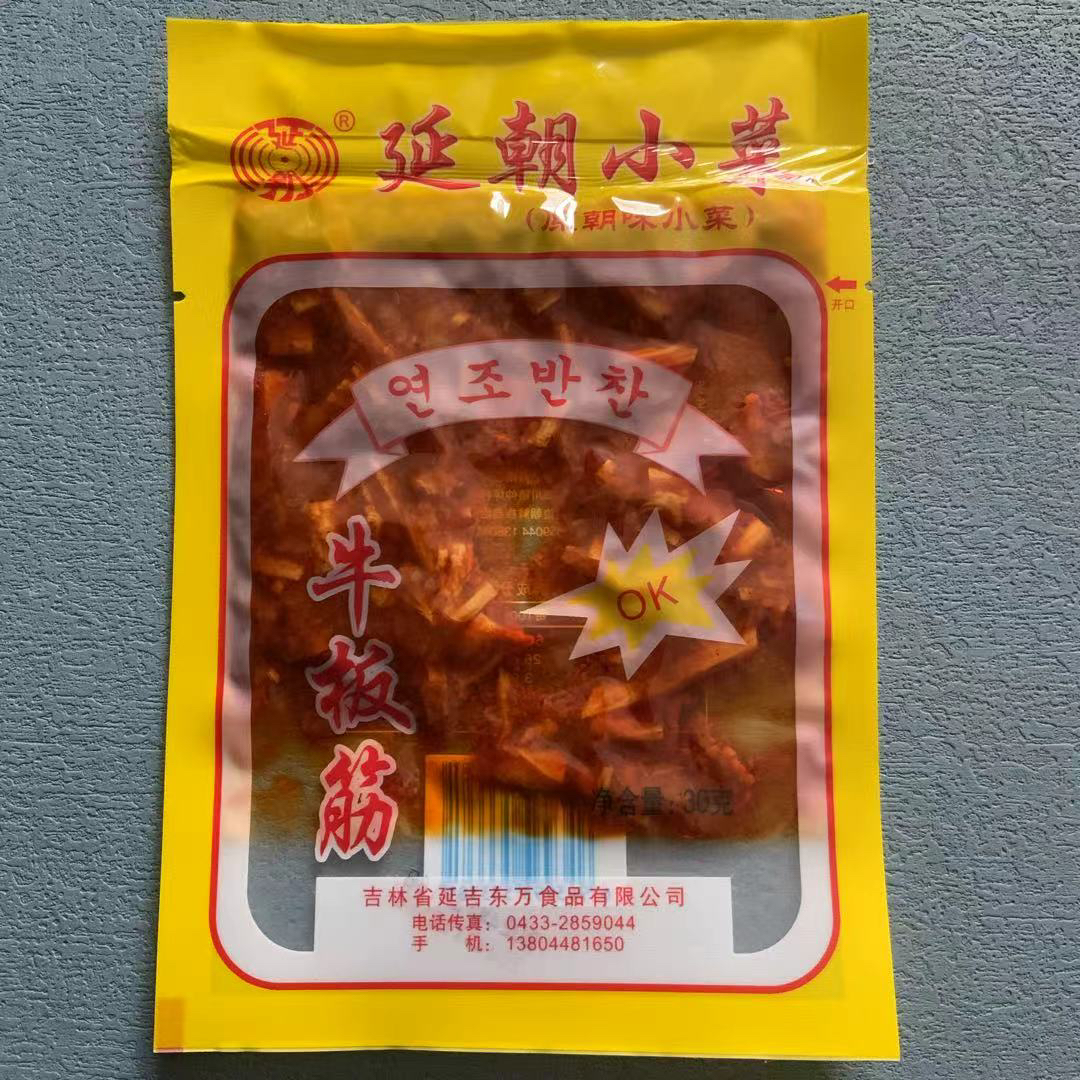 ® 延朝小菜
(原朝味小菜)
开口
연조반찬
牛板筋
OK
净含量：30克
吉林省延吉东万食品有限公司
电话传真： 0433-2859044
手 机： 13804481650